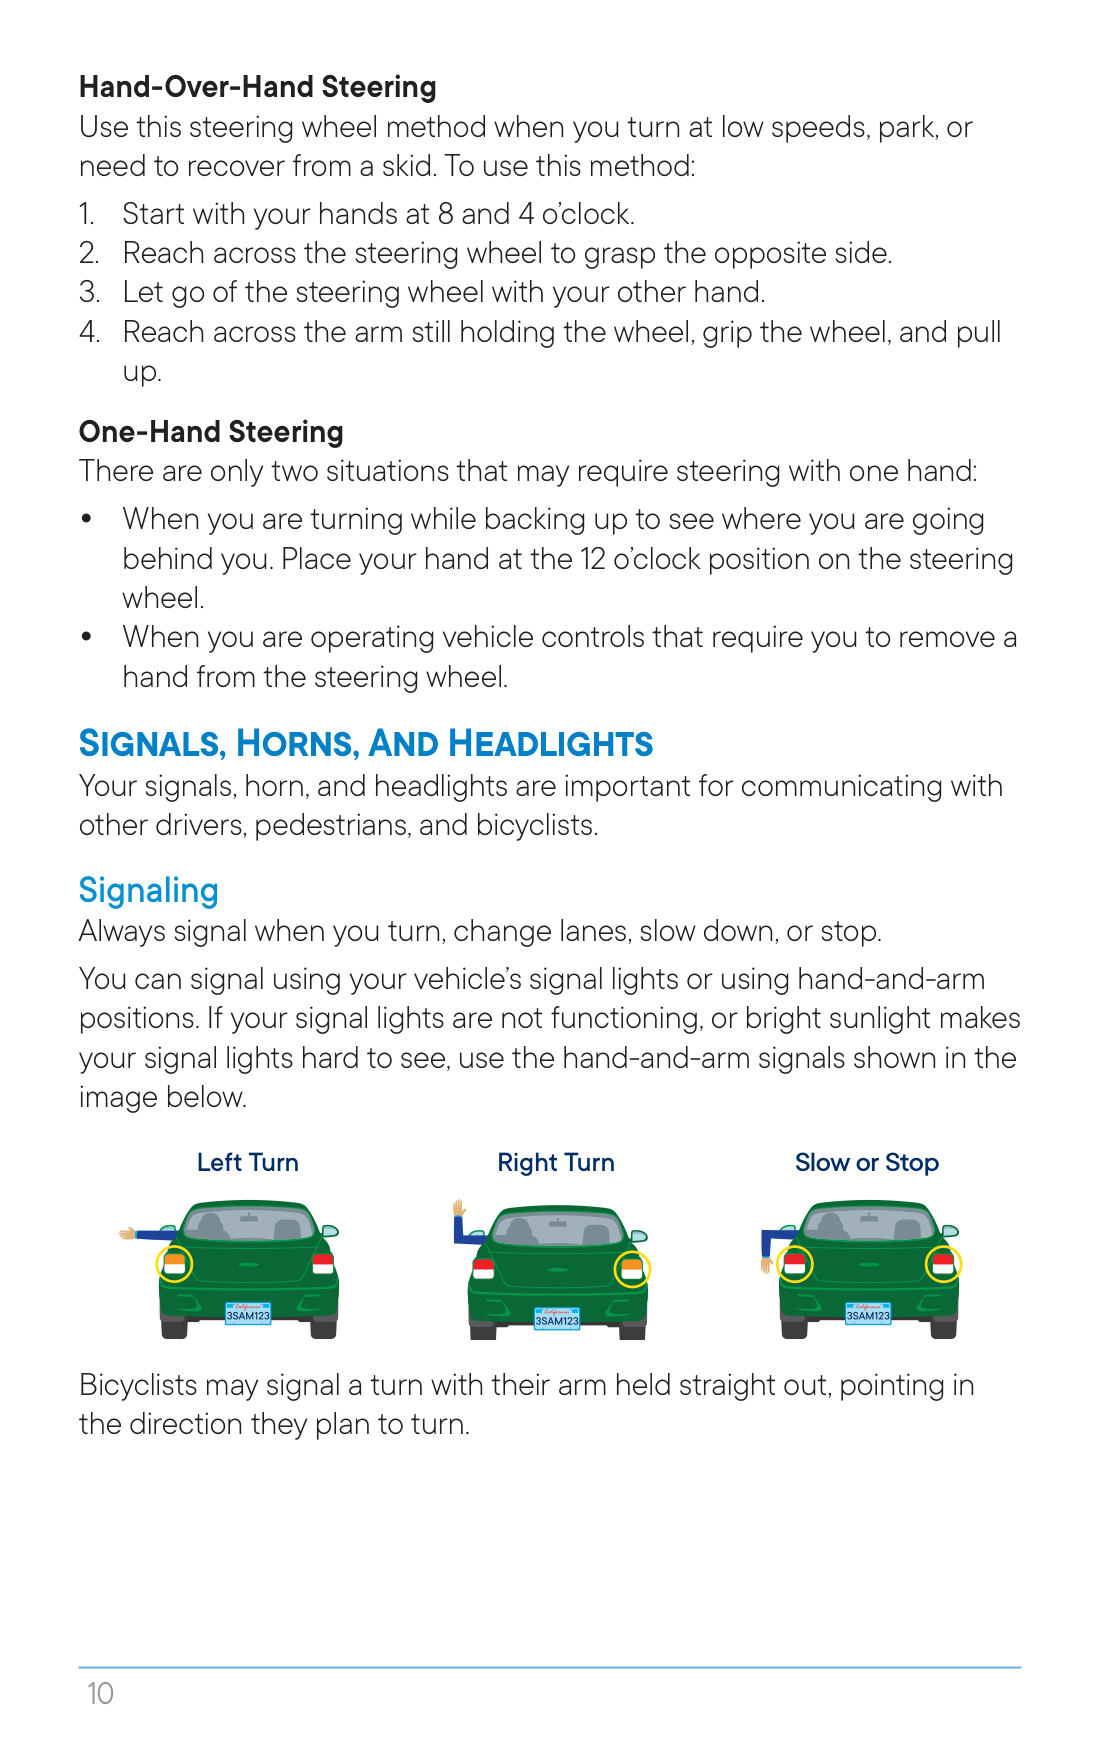 Hand-Over-Hand Steering
Use this steering wheel method when you turn at low speeds, park, or
need to recover from a skid. To use this method:
1. Start with your hands at 8 and 4 o’clock.
2. Reach across the steering wheel to grasp the opposite side.
3. Let go of the steering wheel with your other hand.
4. Reach across the arm still holding the wheel, grip the wheel, and pull
up.
One-Hand Steering
There are only two situations that may require steering with one hand:
• When you are turning while backing up to see where you are going
behind you. Place your hand at the 12 o’clock position on the steering
wheel.
• When you are operating vehicle controls that require you to remove a
hand from the steering wheel.
SIGNALS, HORNS, AND HEADLIGHTS
Your signals, horn, and headlights are important for communicating with
other drivers, pedestrians, and bicyclists.
Signaling
Always signal when you turn, change lanes, slow down, or stop.
You can signal using your vehicle’s signal lights or using hand-and-arm
positions. If your signal lights are not functioning, or bright sunlight makes
your signal lights hard to see, use the hand-and-arm signals shown in the
image below.
Left Turn
Right Turn
Slow or Stop
California
3SAM123
California
3SAM123
California
3SAM123
Bicyclists may signal a turn with their arm held straight out, pointing in
the direction they plan to turn.
10